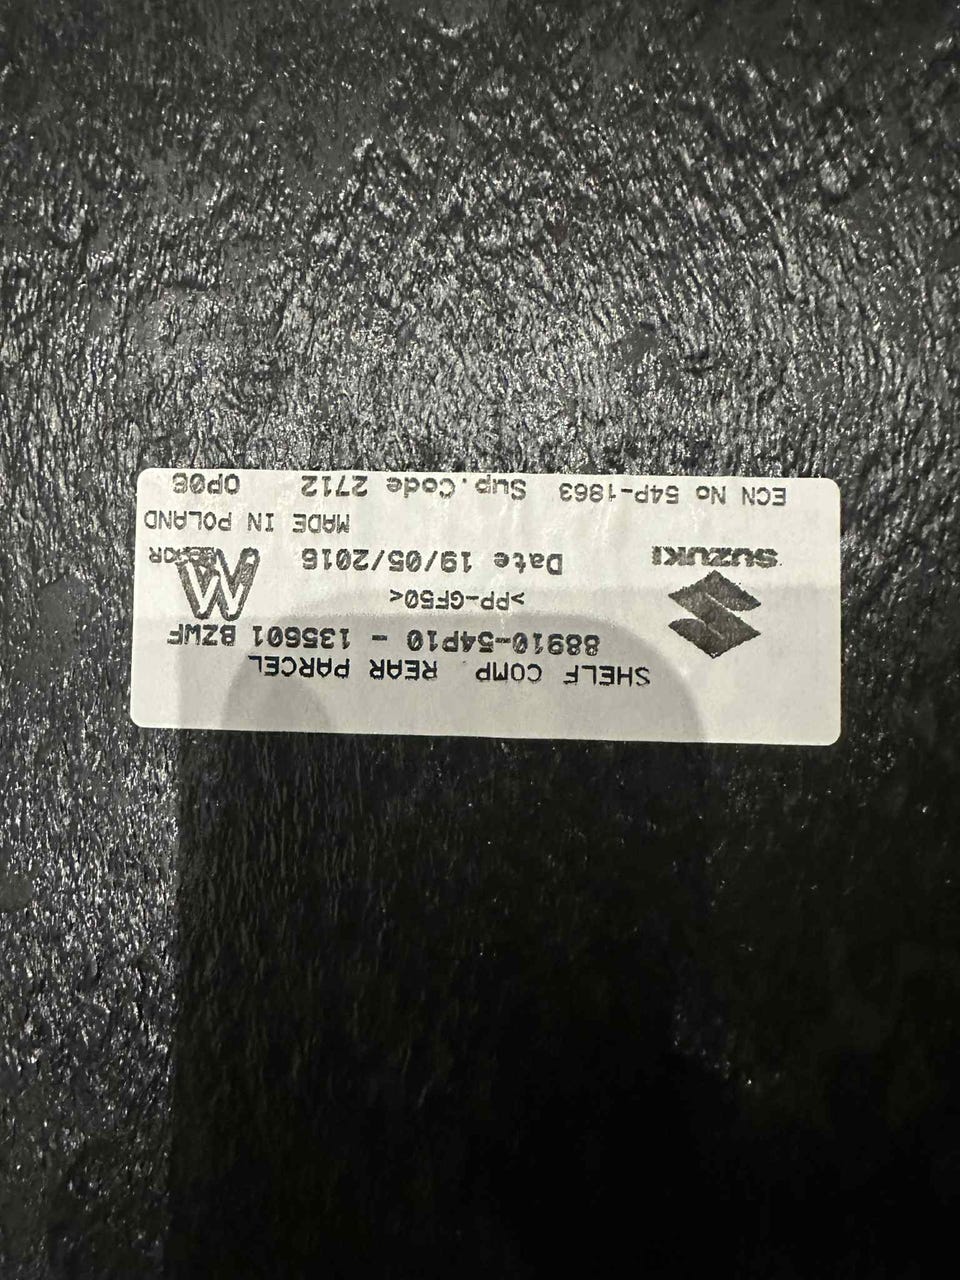 SHELF COMP. REAR PARCEL
88910-54P10 - 135601 BZWF
>PP-GF50<
SUZUKI
Date 19/05/2016
MADE IN POLAND
ECN No 54P-1863 Sup.Code 2712 OP08